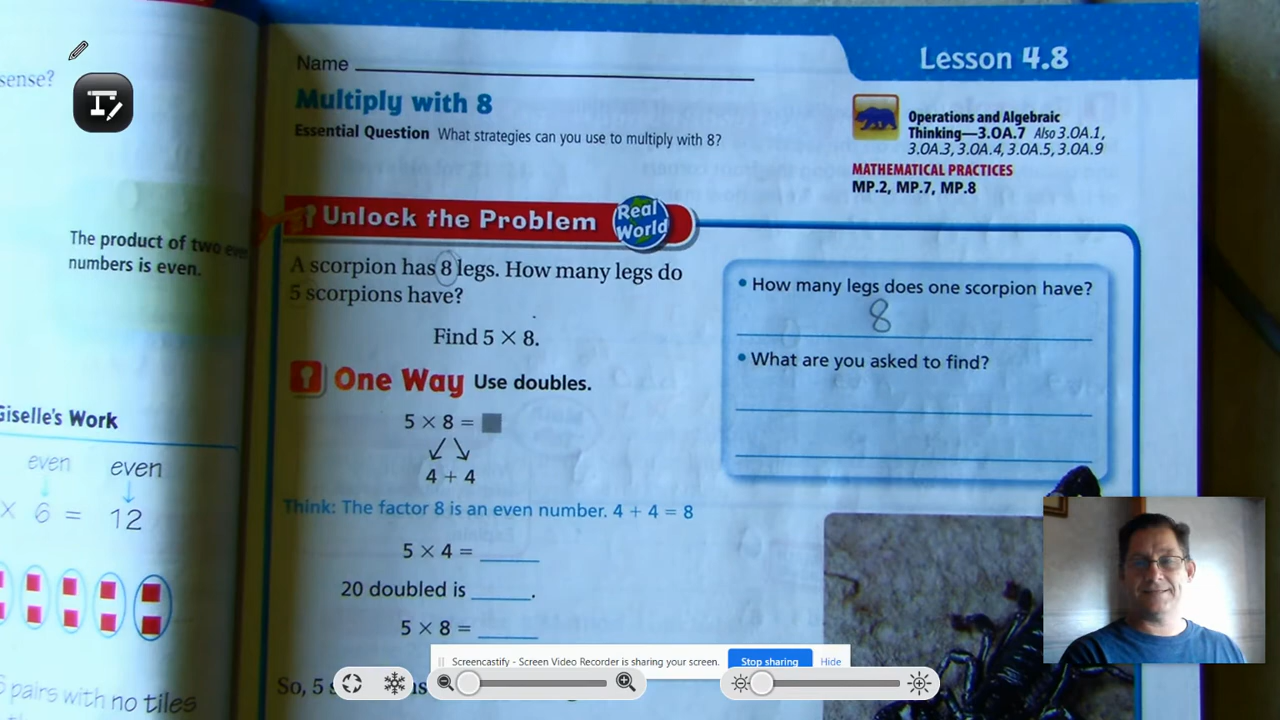 sense?
The product of two even
numbers is even.
Giselle's Work
even even
× 6 = 12
pairs with no tiles
Name
Lesson 4.8
Multiply with 8
Essential Question What strategies can you use to multiply with 8?
Operations and Algebraic
Thinking—3.OA.7 Also 3.OA.1,
3.OA.3, 3.OA.4, 3.OA.5, 3.OA.9
MATHEMATICAL PRACTICES
MP.2, MP.7, MP.8
Unlock the Problem Real World
A scorpion has 8 legs. How many legs do
5 scorpions have?
Find 5 × 8.
• How many legs does one scorpion have?
8
• What are you asked to find?
One Way Use doubles.
5 × 8 =
4 + 4
Think: The factor 8 is an even number. 4 + 4 = 8
5 × 4 =
20 doubled is .
5 × 8 =
So, 5
Screencastify - Screen Video Recorder is sharing your screen. Stop sharing Hide